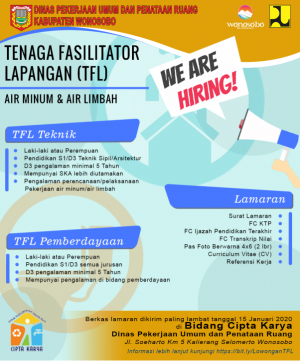 DINAS PEKERJAAN UMUM DAN PENATAAN RUANG
KABUPATEN WONOSOBO
wonosobo
TENAGA FASILITATOR
LAPANGAN (TFL)
AIR MINUM & AIR LIMBAH
WE ARE
HIRING!
TFL Teknik
Laki-laki atau Perempuan
Pendidikan S1/D3 Teknik Sipil/Arsitektur
D3 pengalaman minimal 5 Tahun
Mempunyai SKA lebih diutamakan
Pengalaman perencanaan/pelaksanaan
Pekerjaan air minum/air limbah
Lamaran
Surat Lamaran
FC KTP
FC Ijazah Pendidikan Terakhir
FC Transkrip Nilai
Pas Foto Berwarna 4x6 (2 lbr)
Curriculum Vitae (CV)
Referensi Kerja
TFL Pemberdayaan
Laki-laki atau Perempuan
Pendidikan S1/D3 semua jurusan
D3 pengalaman minimal 5 Tahun
Mempunyai pengalaman di bidang pemberdayaan
CIPTA KARYA
Berkas lamaran dikirim paling lambat tanggal 15 Januari 2020
di Bidang Cipta Karya
Dinas Pekerjaan Umum dan Penataan Ruang
Jl. Soeharto Km 5 Kalierang Selomerto Wonosobo
Informasi lebih lanjut kunjungi https://bit.ly/LowonganTFL